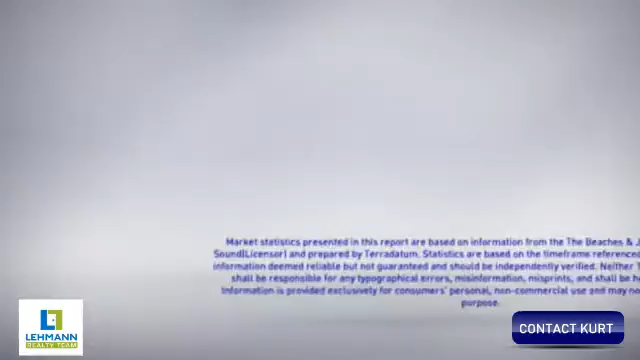 Market statistics presented in this report are based on information from the The Beaches &
Sound(Licensor) and prepared by Terradatum. Statistics are based on the timeframe referenced
information deemed reliable but not guaranteed and should be independently verified. Neither
shall be responsible for any typographical errors, misinformation, misprints, and shall be
Information is provided exclusively for consumers' personal, non-commercial use and may
purpose.
LEHMANN
REALTY TEAM
CONTACT KURT